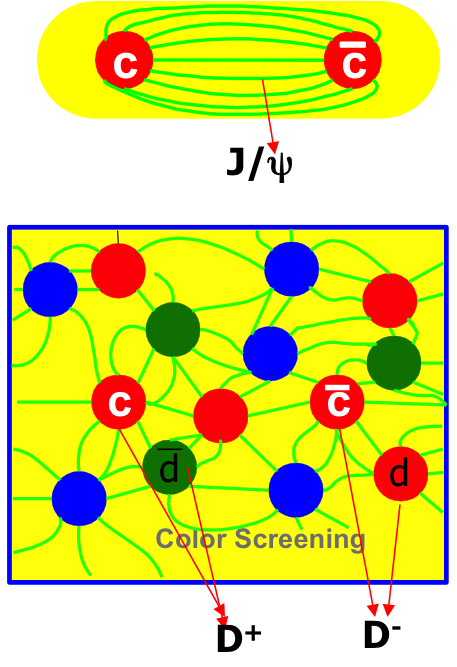 c c̅
J/ψ
c c̅
d̅ d
Color Screening
D⁺ D⁻